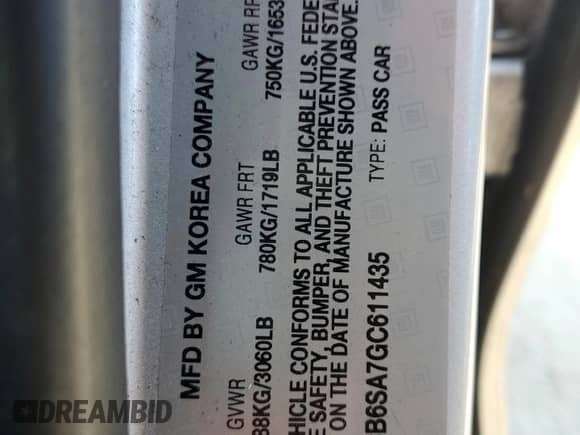 MFD BY GM KOREA COMPANY
GVWR GAWR FRT GAWR RR
88KG/3060LB 780KG/1719LB 750KG/1653
HICLE CONFORMS TO ALL APPLICABLE U.S. FEDE
E SAFETY, BUMPER, AND THEFT PREVENTION STA
ON THE DATE OF MANUFACTURE SHOWN ABOVE.
B6SA7GC611435 TYPE: PASS CAR
DREAMBID